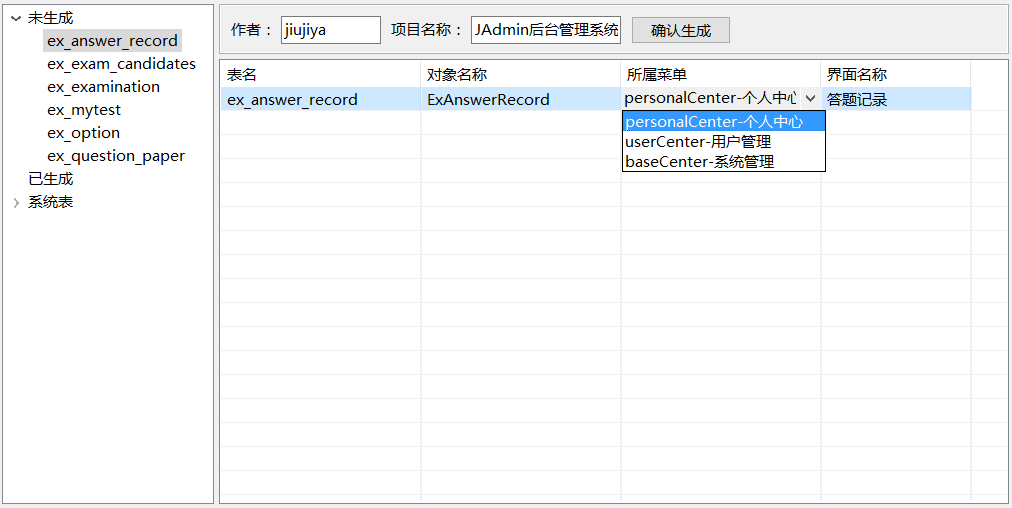 未生成
ex_answer_record
ex_exam_candidates
ex_examination
ex_mytest
ex_option
ex_question_paper
已生成
系统表
作者： jiujiya 项目名称： JAdmin后台管理系统 确认生成
表名 对象名称 所属菜单 界面名称
ex_answer_record ExAnswerRecord personalCenter-个人中心 答题记录
personalCenter-个人中心
userCenter-用户管理
baseCenter-系统管理